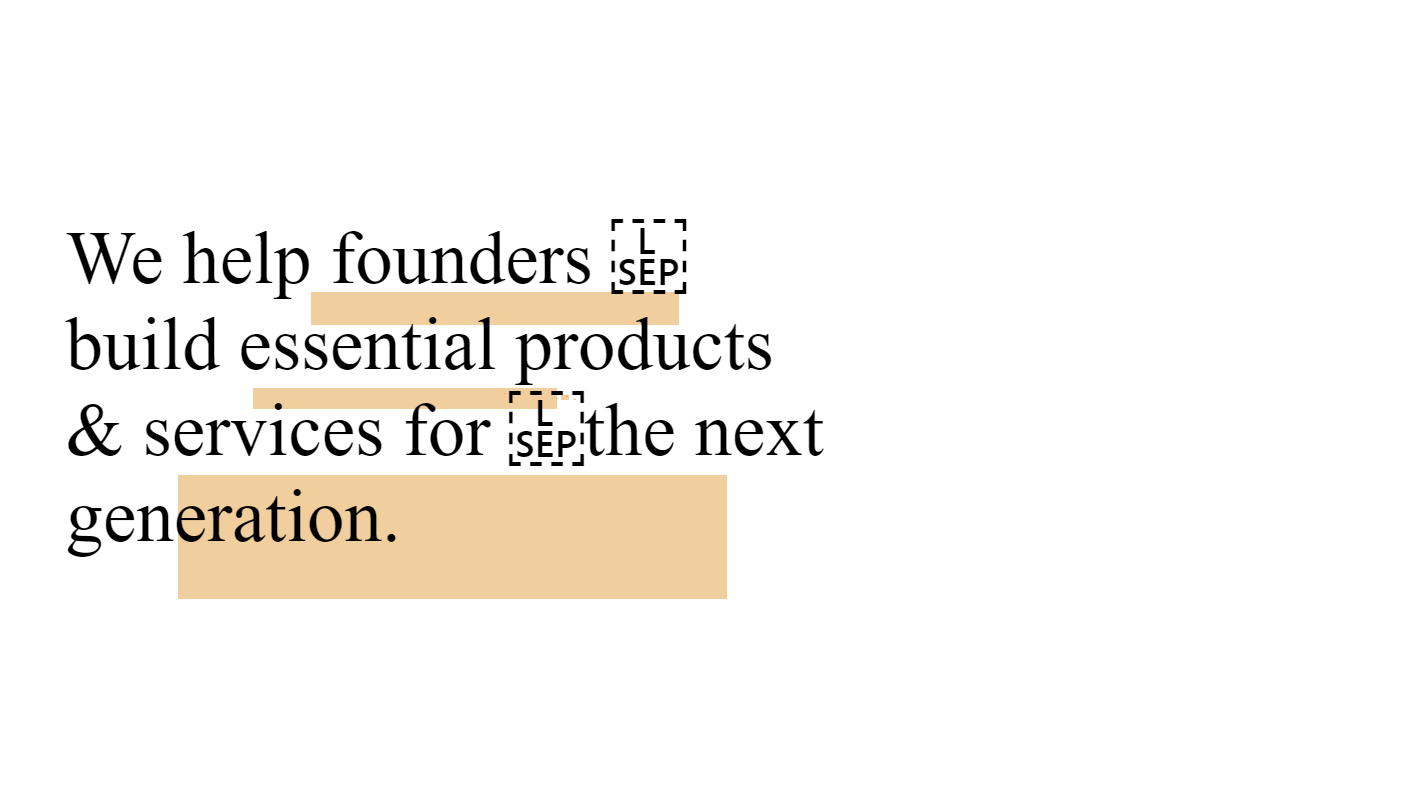 We help founders L SEP
build essential products
& services for L SEP the next
generation.